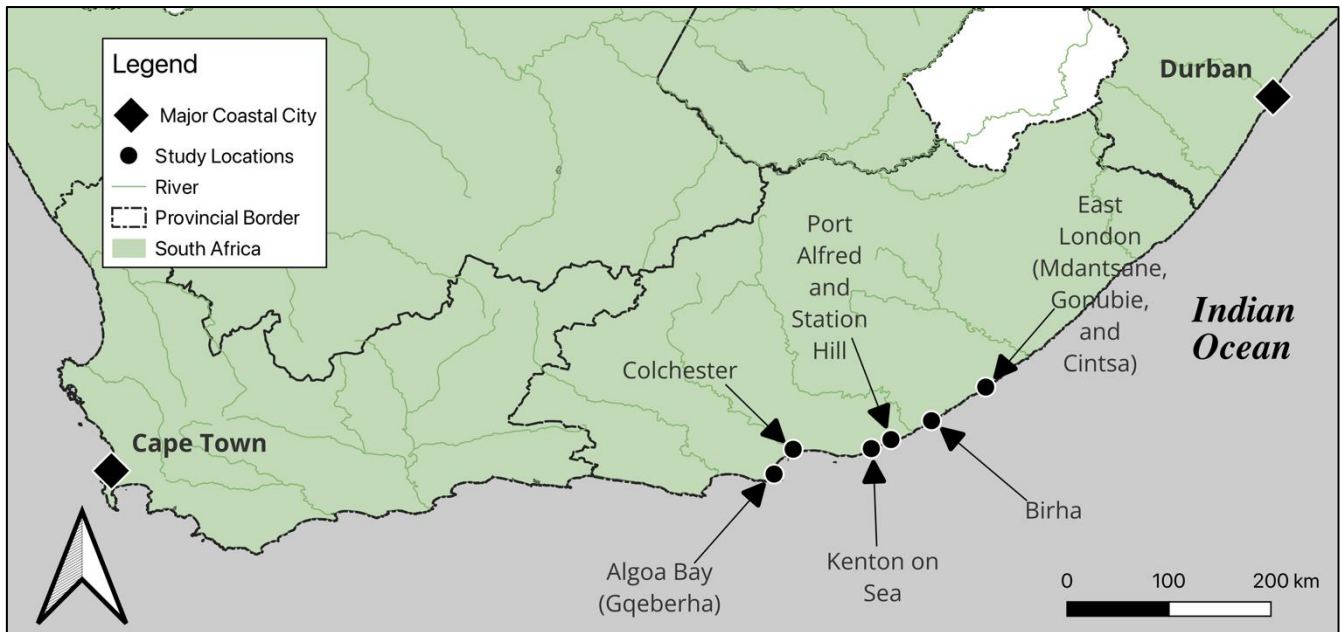 Legend
Major Coastal City
Study Locations
River
Provincial Border
South Africa
Durban
East
London
(Mdantsane,
Gonubie,
and
Cintsa)
Port
Alfred
and
Station
Hill
Indian
Ocean
Colchester
Cape Town
Birha
Kenton on
Sea
Algoa Bay
(Gqeberha)
0 100 200 km